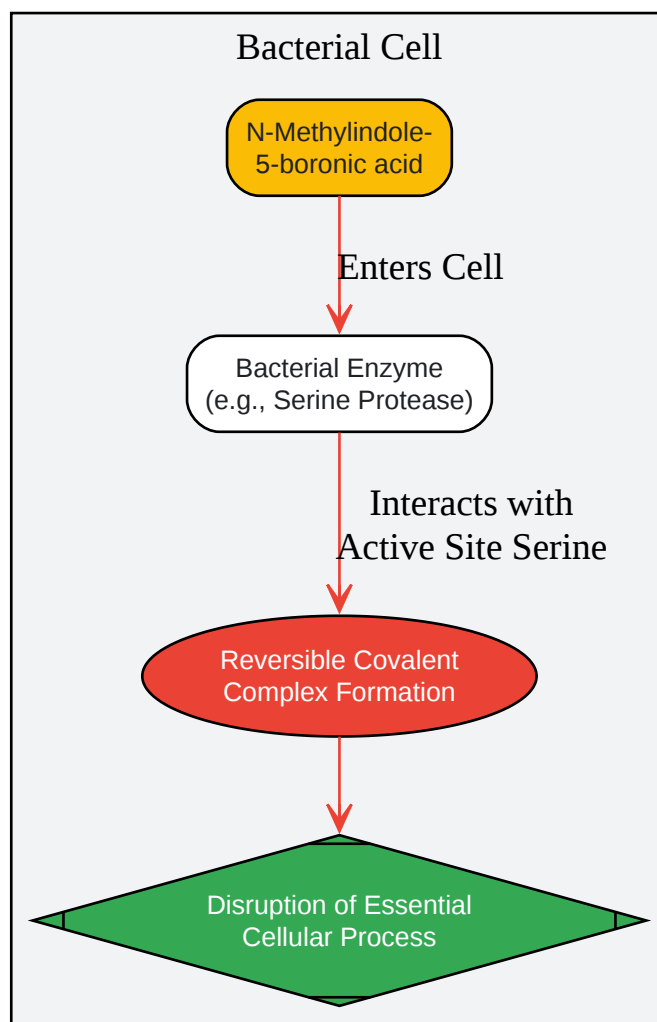 Bacterial Cell
N-Methylindole-
5-boronic acid
Enters Cell
Bacterial Enzyme
(e.g., Serine Protease)
Interacts with
Active Site Serine
Reversible Covalent
Complex Formation
Disruption of Essential
Cellular Process